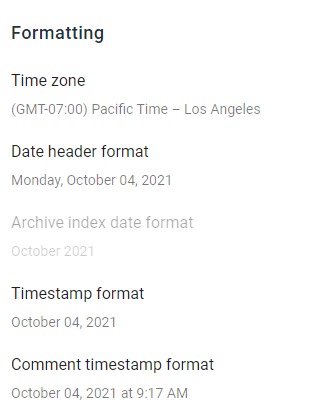 Formatting
Time zone
(GMT-07:00) Pacific Time – Los Angeles
Date header format
Monday, October 04, 2021
Archive index date format
October 2021
Timestamp format
October 04, 2021
Comment timestamp format
October 04, 2021 at 9:17 AM